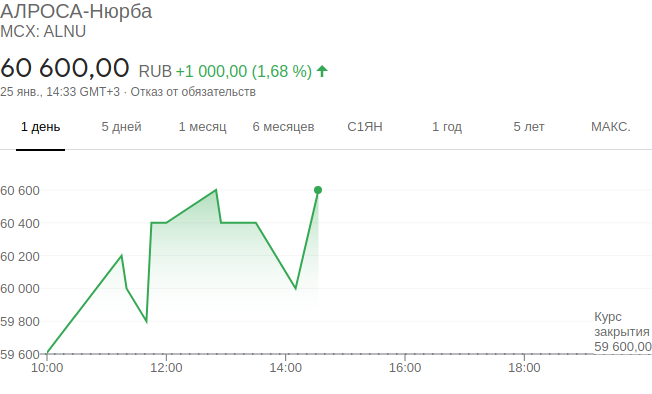 АЛРОСА-Нюрба
MCX: ALNU
60 600,00 RUB +1 000,00 (1,68 %)
25 янв., 14:33 GMT+3 · Отказ от обязательств
1 день 5 дней 1 месяц 6 месяцев С1ЯН 1 год 5 лет МАКС.
60 600
60 400
60 200
60 000
59 800
59 600
Курс
закрытия
59 600,00
10:00 12:00 14:00 16:00 18:00